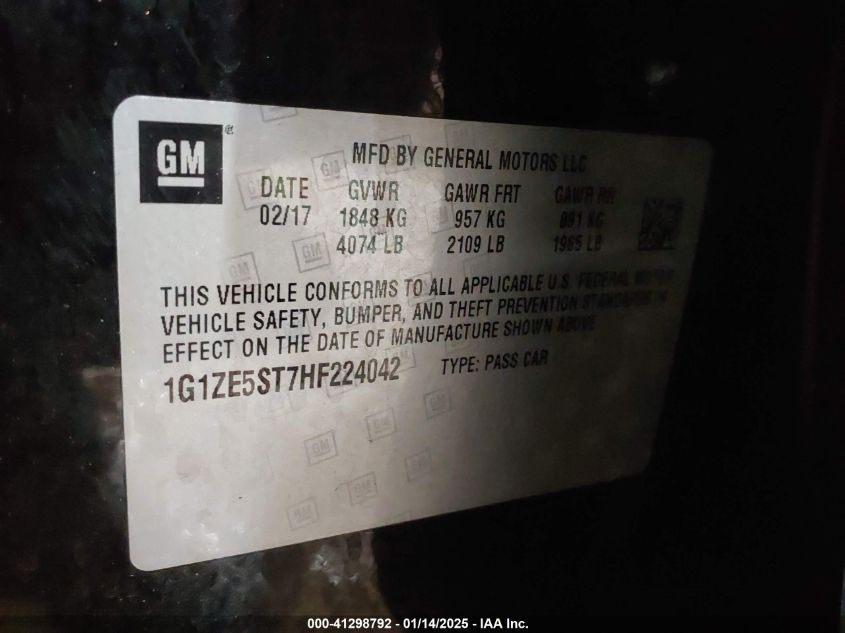 GM
MFD BY GENERAL MOTORS LLC
DATE GVWR GAWR FRT GAWR RR
02/17 1848 KG 957 KG 891 KG
4074 LB 2109 LB 1965 LB
THIS VEHICLE CONFORMS TO ALL APPLICABLE U.S. FEDERAL MOTOR
VEHICLE SAFETY, BUMPER, AND THEFT PREVENTION STANDARDS IN
EFFECT ON THE DATE OF MANUFACTURE SHOWN ABOVE
1G1ZE5ST7HF224042 TYPE: PASS CAR
000-41298792 - 01/14/2025 - IAA Inc.